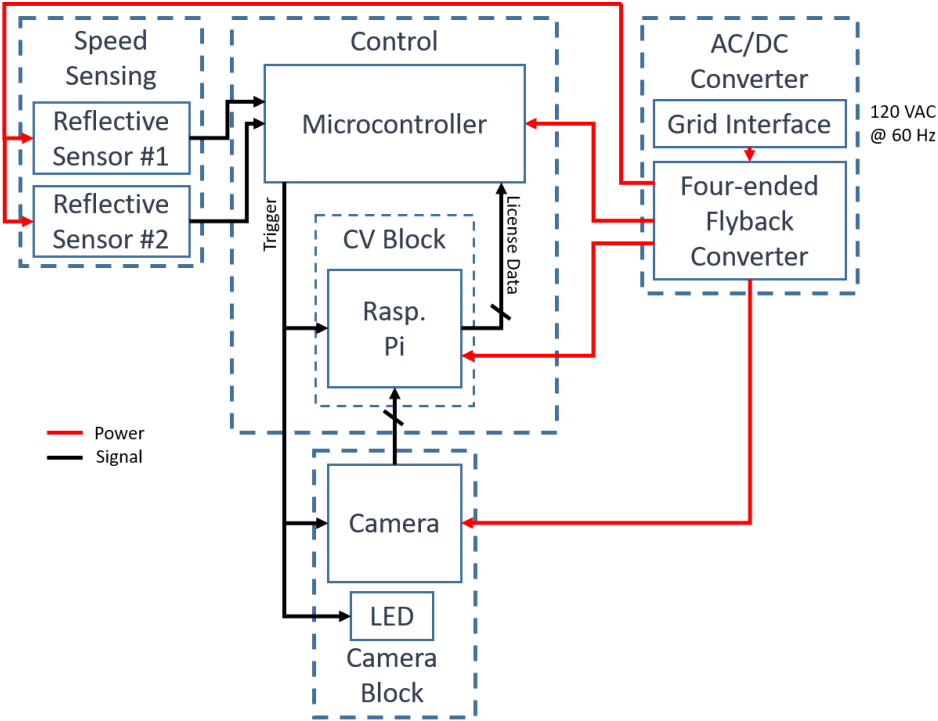 Speed
Sensing
Reflective
Sensor #1
Reflective
Sensor #2
Control
Microcontroller
Trigger
License Data
CV Block
Rasp.
Pi
AC/DC
Converter
Grid Interface
120 VAC
@ 60 Hz
Four-ended
Flyback
Converter
Power
Signal
Camera
LED
Camera
Block